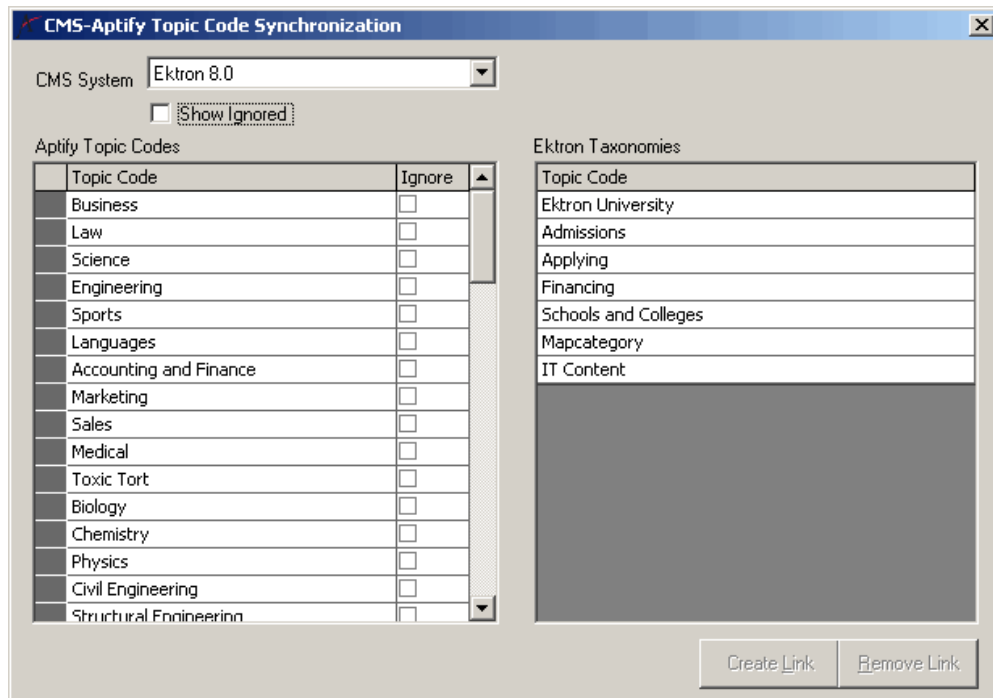 CMS-Aptify Topic Code Synchronization
CMS System Ektron 8.0
Show Ignored
Aptify Topic Codes
Topic Code Ignore
Business
Law
Science
Engineering
Sports
Languages
Accounting and Finance
Marketing
Sales
Medical
Toxic Tort
Biology
Chemistry
Physics
Civil Engineering
Structural Engineering
Ektron Taxonomies
Topic Code
Ektron University
Admissions
Applying
Financing
Schools and Colleges
Mapcategory
IT Content
Create Link Remove Link